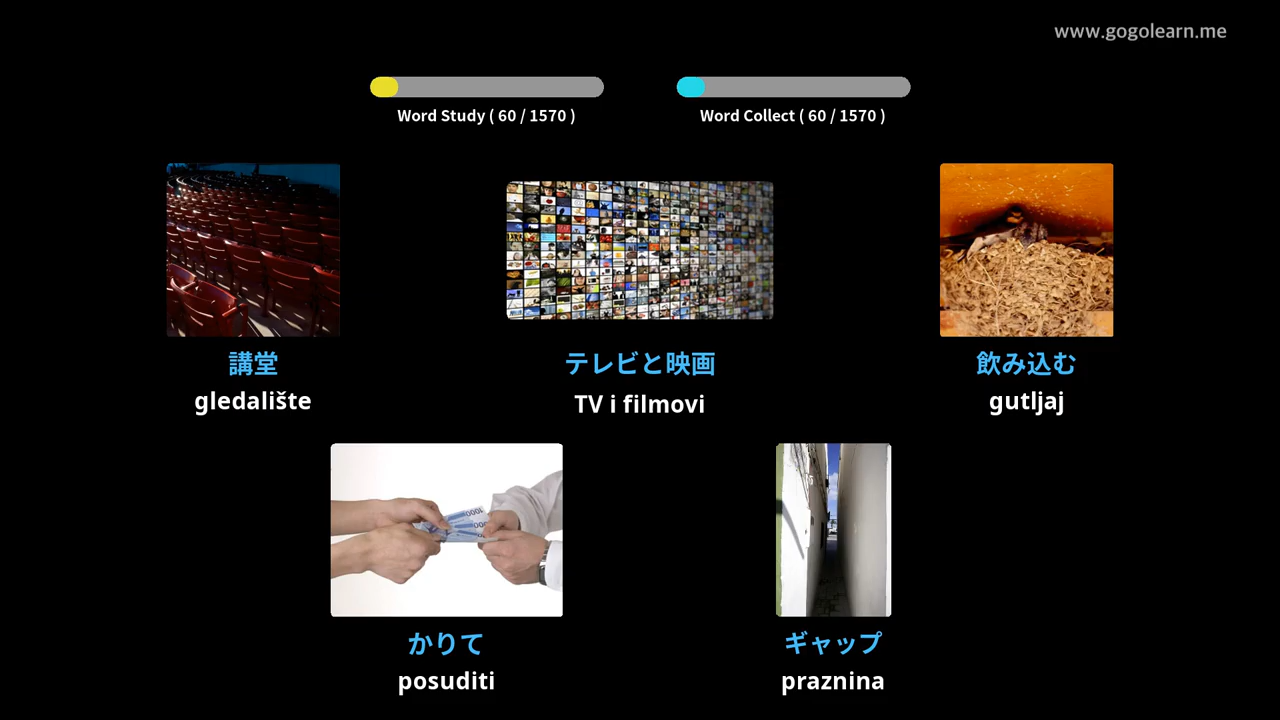 www.gogolearn.me
Word Study ( 60 / 1570 )
Word Collect ( 60 / 1570 )
講堂
gledalište
テレビと映画
TV i filmovi
飲み込む
gutljaj
かりて
posuditi
ギャップ
praznina